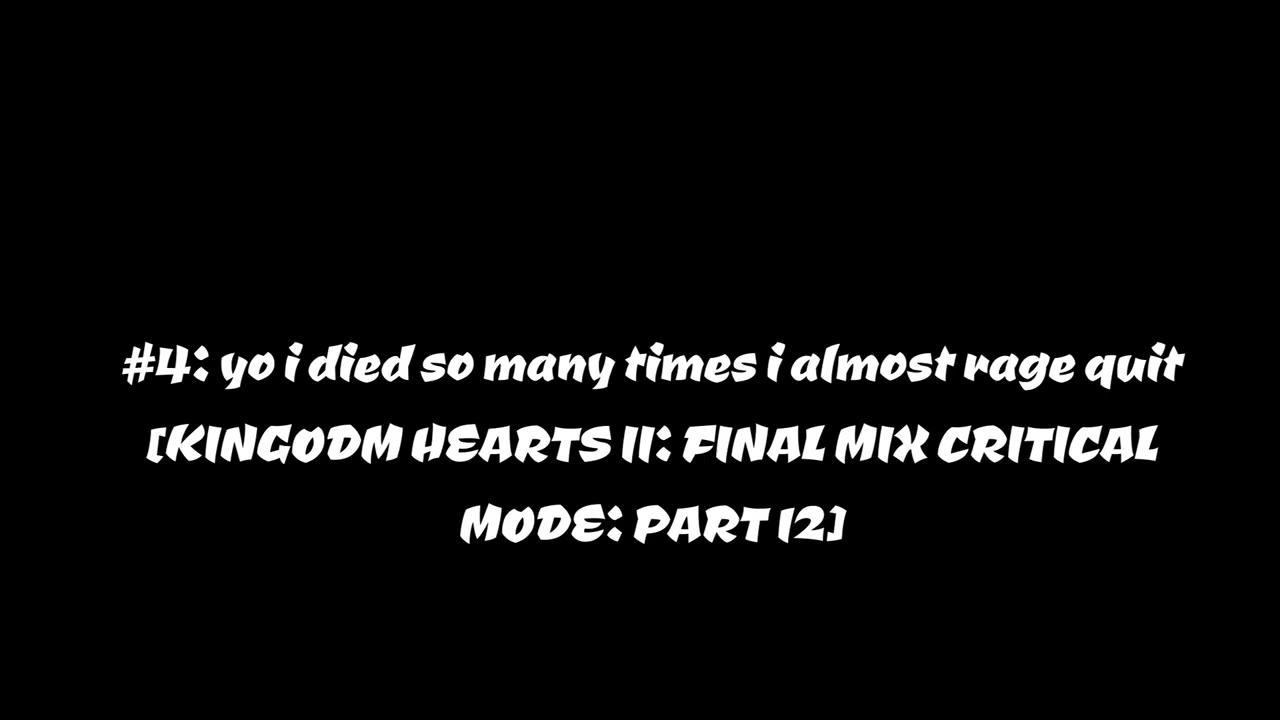 #4: yo i died so many times i almost rage quit
[KINGODM HEARTS II: FINAL MIX CRITICAL
MODE: PART 12]